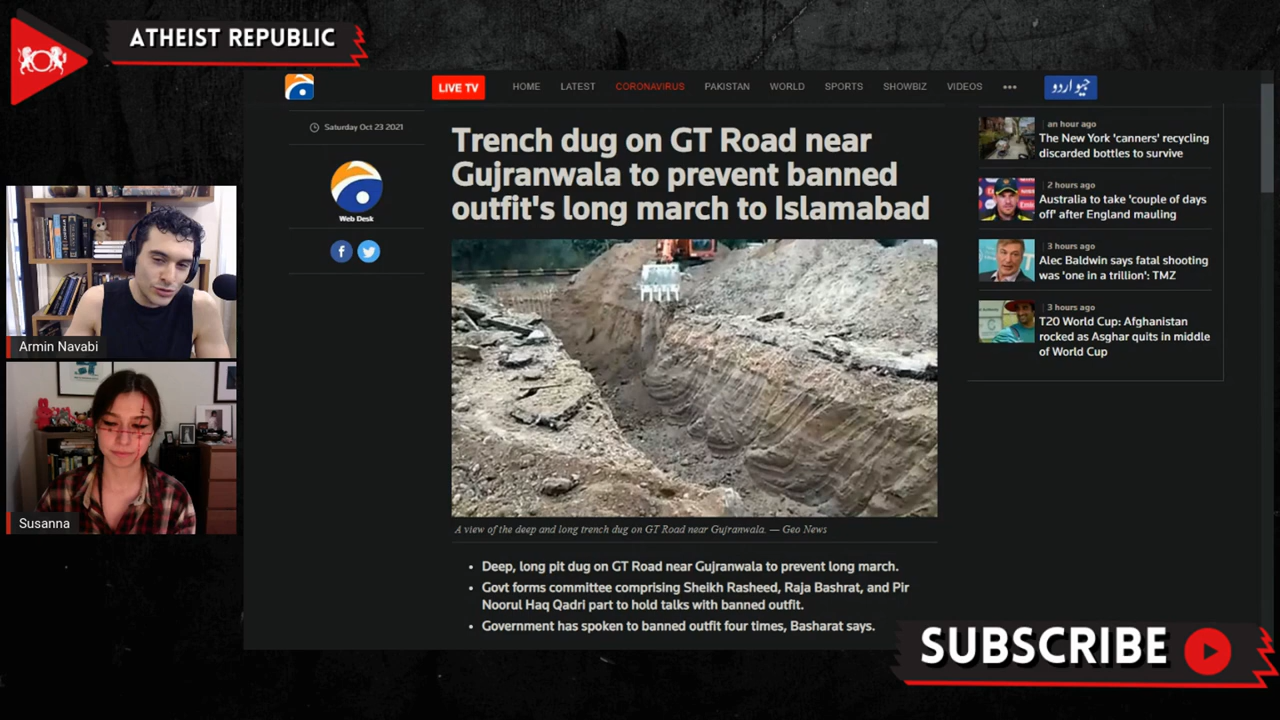 ATHEIST REPUBLIC
LIVE TV
HOME
LATEST
CORONAVIRUS
PAKISTAN
WORLD
SPORTS
SHOWBIZ
VIDEOS
جیو اردو
Saturday Oct 23 2021
Web Desk
Trench dug on GT Road near
Gujranwala to prevent banned
outfit's long march to Islamabad
A view of the deep and long trench dug on GT Road near Gujranwala. — Geo News
• Deep, long pit dug on GT Road near Gujranwala to prevent long march.
• Govt forms committee comprising Sheikh Rasheed, Raja Bashrat, and Pir
Noorul Haq Qadri part to hold talks with banned outfit.
• Government has spoken to banned outfit four times, Basharat says.
an hour ago
The New York 'canners' recycling
discarded bottles to survive
2 hours ago
Australia to take 'couple of days
off' after England mauling
3 hours ago
Alec Baldwin says fatal shooting
was 'one in a trillion': TMZ
3 hours ago
T20 World Cup: Afghanistan
rocked as Asghar quits in middle
of World Cup
Armin Navabi
Susanna
SUBSCRIBE